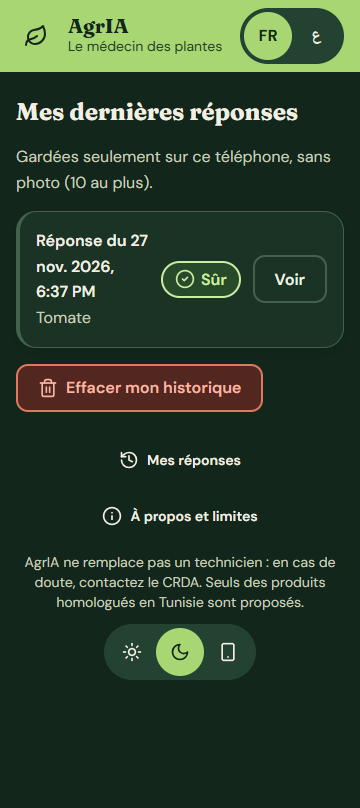 AgrIA
Le médecin des plantes
FR
ع
Mes dernières réponses
Gardées seulement sur ce téléphone, sans
photo (10 au plus).
Réponse du 27
nov. 2026,
6:37 PM
Tomate
Sûr
Voir
Effacer mon historique
Mes réponses
À propos et limites
AgrIA ne remplace pas un technicien : en cas de
doute, contactez le CRDA. Seuls des produits
homologués en Tunisie sont proposés.